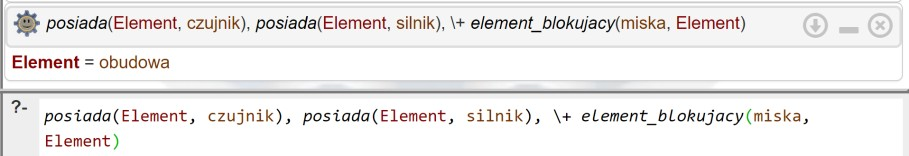 posiada(Element, czujnik), posiada(Element, silnik), \+ element_blokujacy(miska, Element)
Element = obudowa
?- posiada(Element, czujnik), posiada(Element, silnik), \+ element_blokujacy(miska,
Element)